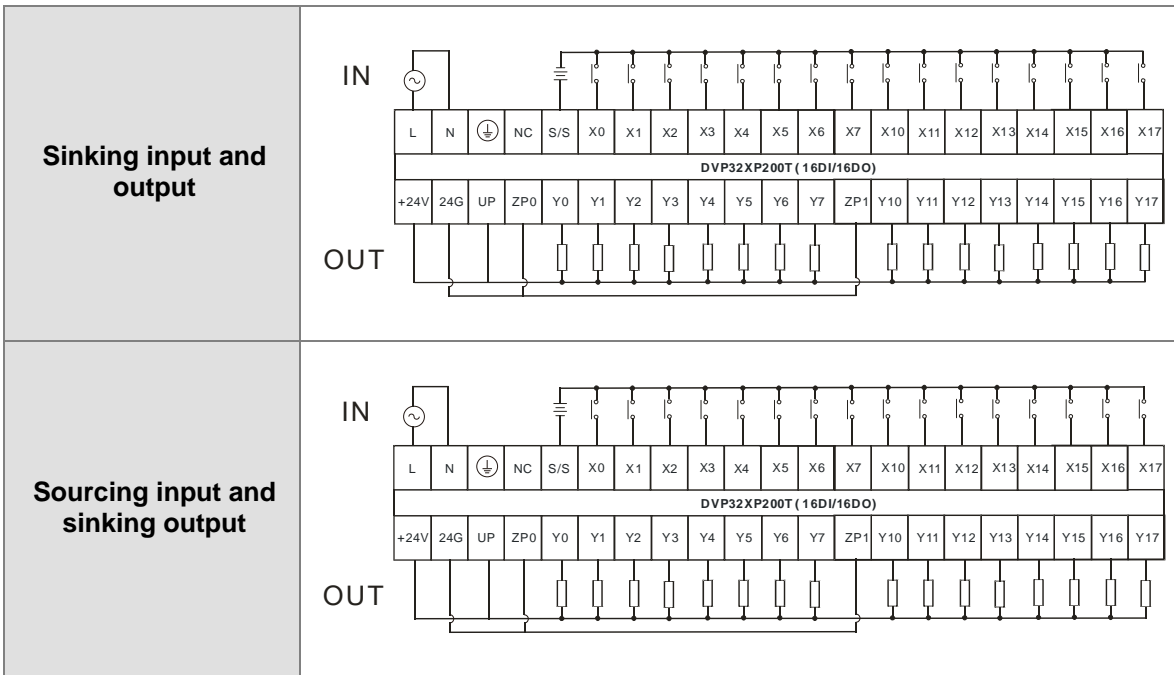 Sinking input and
output
IN
L N NC S/S X0 X1 X2 X3 X4 X5 X6 X7 X10 X11 X12 X13 X14 X15 X16 X17
DVP32XP200T ( 16DI/16DO)
+24V 24G UP ZP0 Y0 Y1 Y2 Y3 Y4 Y5 Y6 Y7 ZP1 Y10 Y11 Y12 Y13 Y14 Y15 Y16 Y17
OUT
Sourcing input and
sinking output
IN
L N NC S/S X0 X1 X2 X3 X4 X5 X6 X7 X10 X11 X12 X13 X14 X15 X16 X17
DVP32XP200T ( 16DI/16DO)
+24V 24G UP ZP0 Y0 Y1 Y2 Y3 Y4 Y5 Y6 Y7 ZP1 Y10 Y11 Y12 Y13 Y14 Y15 Y16 Y17
OUT